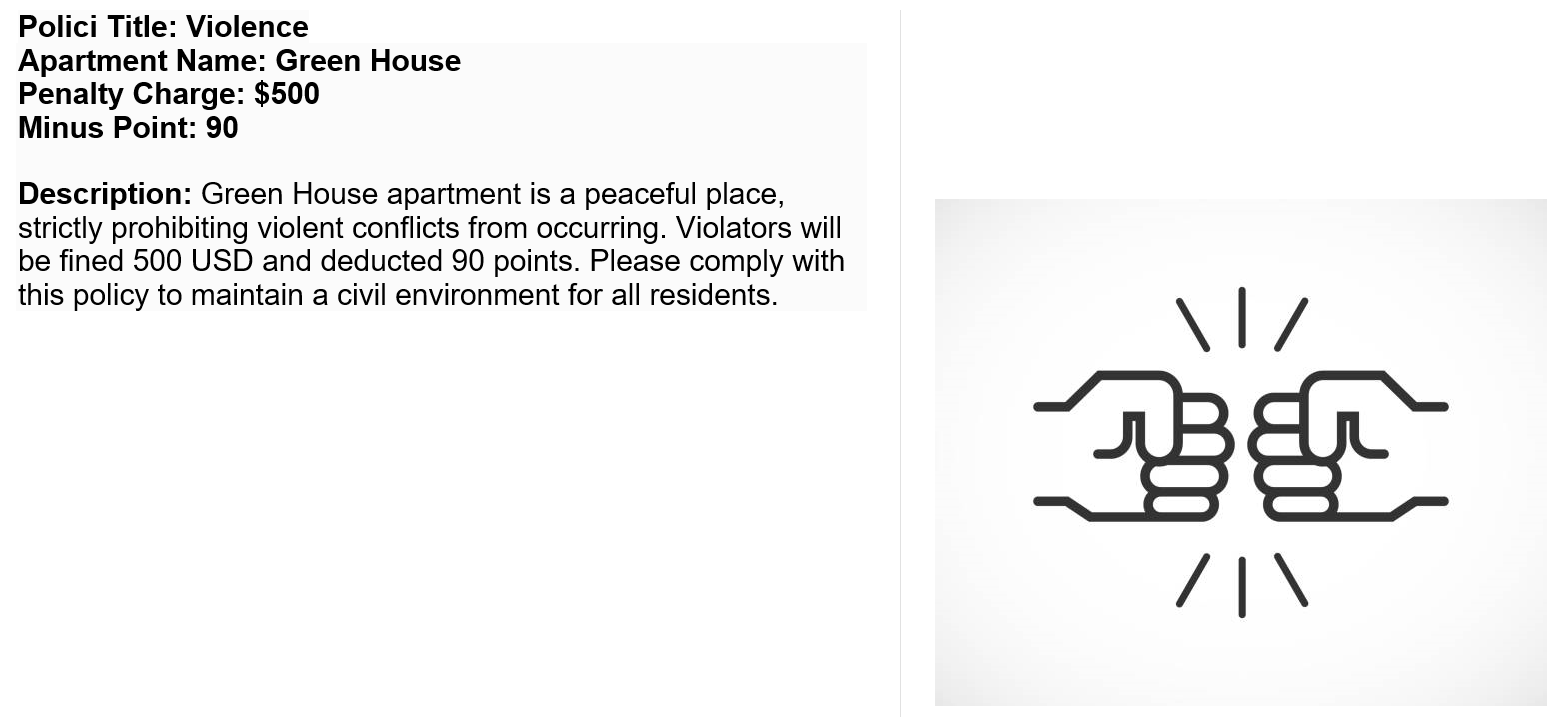 Polici Title: Violence
Apartment Name: Green House
Penalty Charge: $500
Minus Point: 90
Description: Green House apartment is a peaceful place,
strictly prohibiting violent conflicts from occurring. Violators will
be fined 500 USD and deducted 90 points. Please comply with
this policy to maintain a civil environment for all residents.